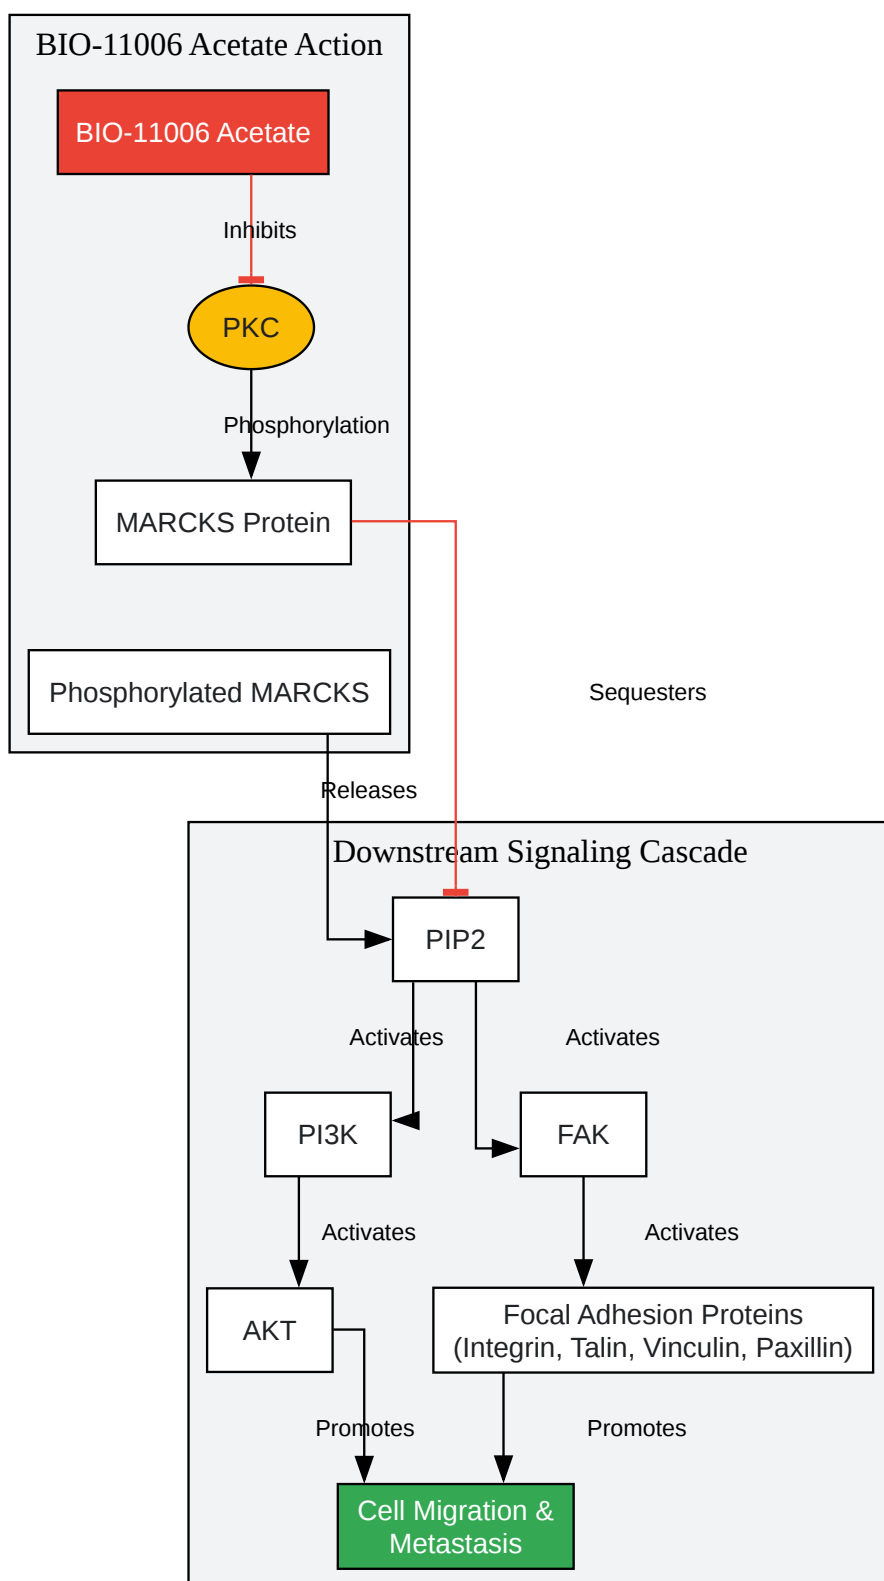 BIO-11006 Acetate Action
BIO-11006 Acetate
Inhibits
PKC
Phosphorylation
MARCKS Protein
Phosphorylated MARCKS
Sequesters
Releases
Downstream Signaling Cascade
PIP2
Activates
Activates
PI3K
FAK
Activates
Activates
AKT
Focal Adhesion Proteins
(Integrin, Talin, Vinculin, Paxillin)
Promotes
Promotes
Cell Migration &
Metastasis